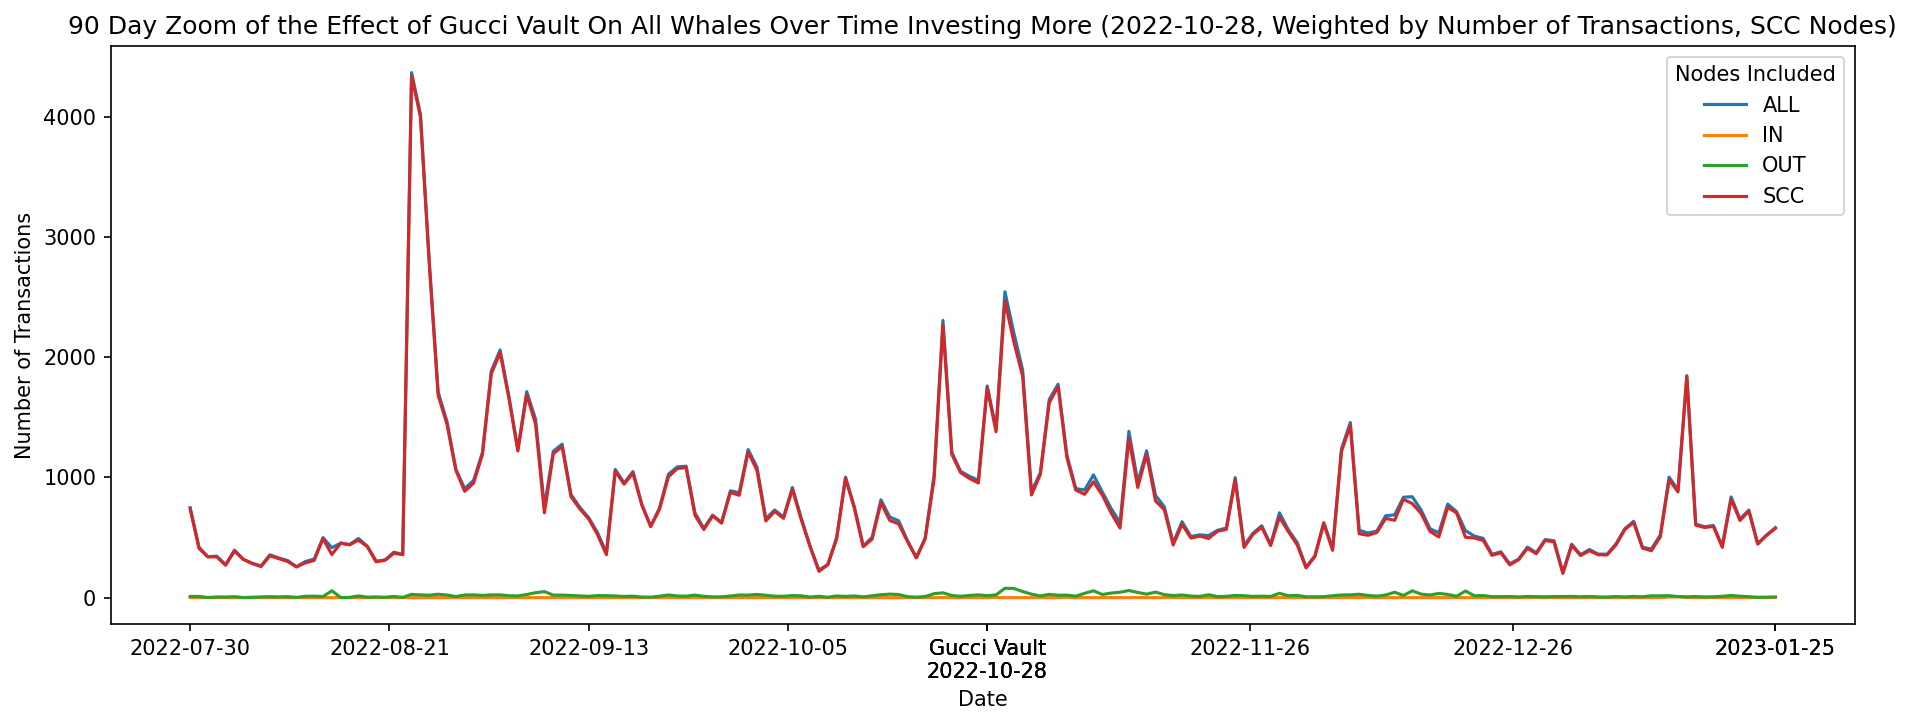 90 Day Zoom of the Effect of Gucci Vault On All Whales Over Time Investing More (2022-10-28, Weighted by Number of Transactions, SCC Nodes)
Nodes Included
ALL
IN
OUT
SCC
Number of Transactions
4000
3000
2000
1000
0
2022-07-30
2022-08-21
2022-09-13
2022-10-05
Gucci Vault
2022-10-28
2022-11-26
2022-12-26
2023-01-25
Date